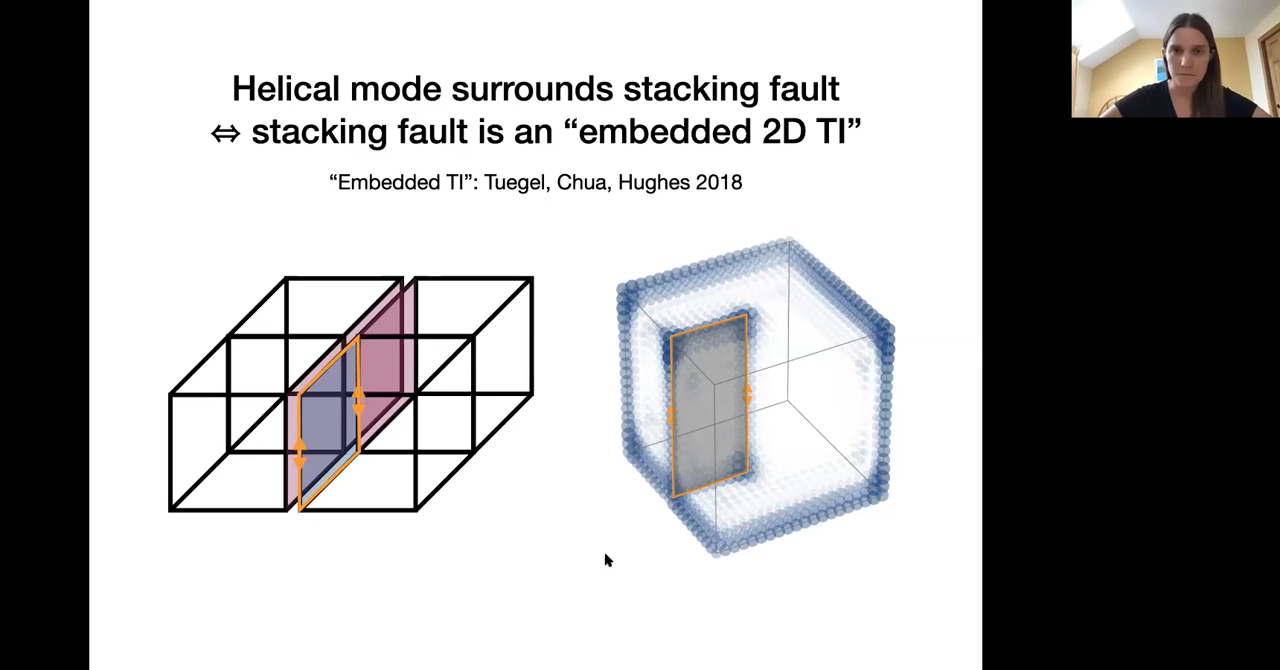 Helical mode surrounds stacking fault
⇔ stacking fault is an “embedded 2D TI”
“Embedded TI”: Tuegel, Chua, Hughes 2018